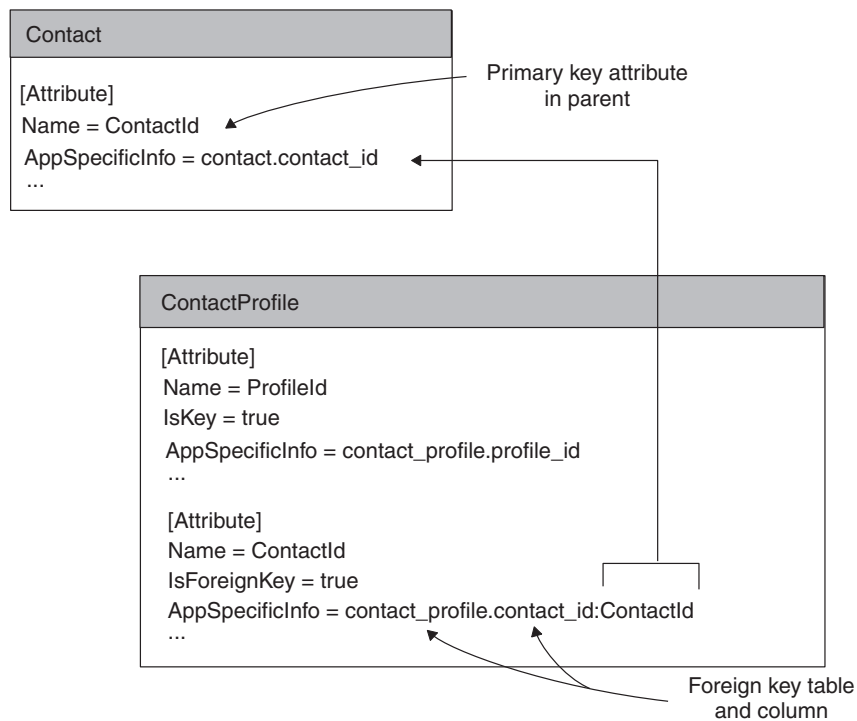 Contact
[Attribute]
Name = ContactId
AppSpecificInfo = contact.contact_id
...
Primary key attribute
in parent
ContactProfile
[Attribute]
Name = ProfileId
IsKey = true
AppSpecificInfo = contact_profile.profile_id
...
[Attribute]
Name = ContactId
IsForeignKey = true
AppSpecificInfo = contact_profile.contact_id:ContactId
...
Foreign key table
and column